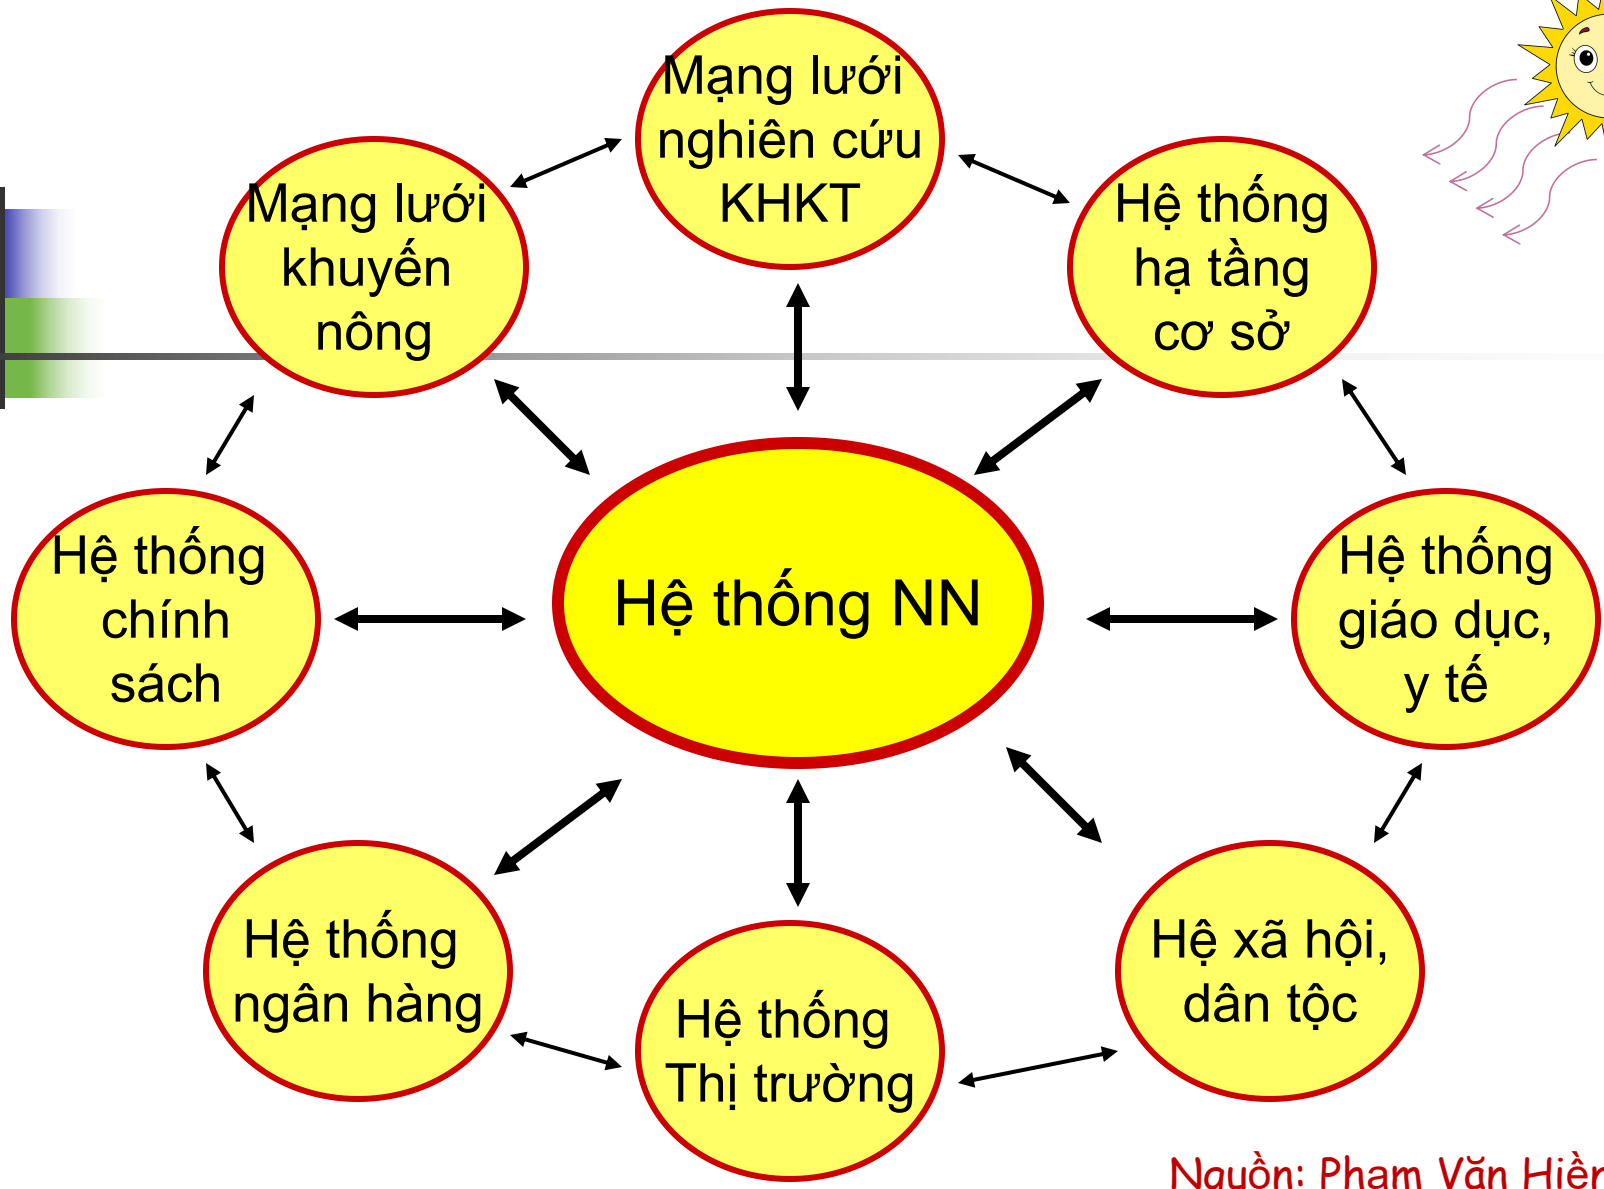 Mạng lưới
nghiên cứu
KHKT
Mạng lưới
khuyến
nông
Hệ thống
hạ tầng
cơ sở
Hệ thống
chính
sách
Hệ thống NN
Hệ thống
giáo dục,
y tế
Hệ thống
ngân hàng
Hệ thống
Thị trường
Hệ xã hội,
dân tộc
Nguồn: Phạm Văn Hiền